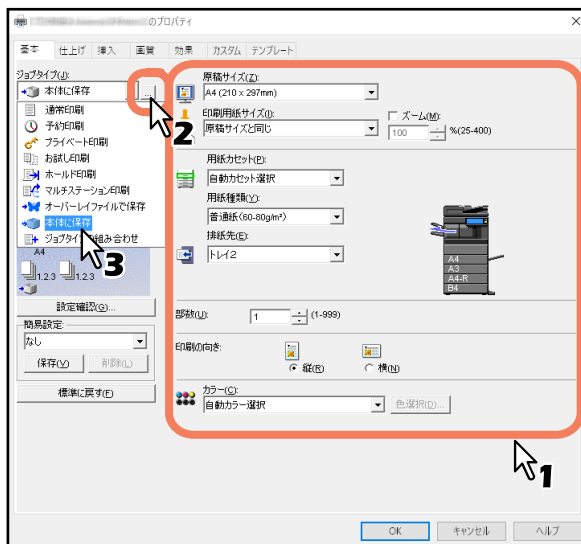 のプロパティ
基本 仕上げ 挿入 画質 効果 カスタム テンプレート
ジョブタイプ(J):
本体に保存
...
通常印刷
予約印刷
プライベート印刷
お試し印刷
ホールド印刷
マルチステーション印刷
オーバーレイファイルで保存
本体に保存
ジョブタイプ 組み合わせ
A4
1.2.3 1.2.3
設定確認(G)...
簡易設定:
なし
保存(V) 削除(L)
標準に戻す(F)
原稿サイズ(Z):
A4 (210 x 297mm)
印刷用紙サイズ(I):
原稿サイズと同じ
ズーム(M):
100 %(25-400)
用紙カセット(P):
自動カセット選択
用紙種類(Y):
普通紙(60-80g/m²)
排紙先(E):
トレイ2
A4
A3
A4-R
B4
部数(U): 1 (1-999)
印刷の向き:
縦(R) 横(N)
カラー(C):
自動カラー選択
色選択(D)...
1
2
3
OK キャンセル ヘルプ